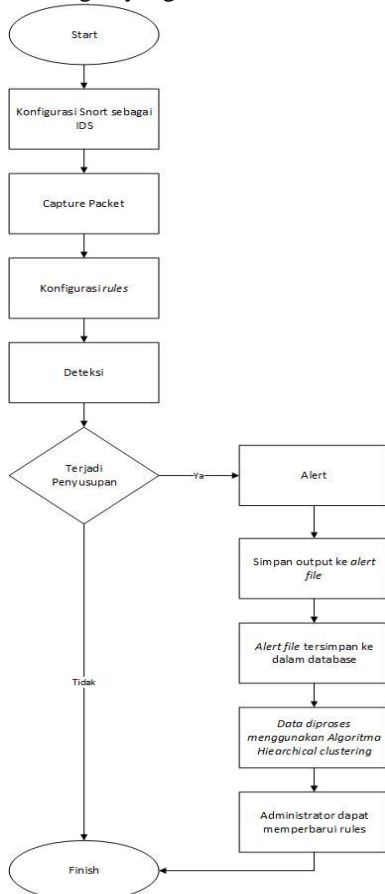 Start
Konfigurasi Snort sebagai
IDS
Capture Packet
Konfigurasi rules
Deteksi
Terjadi
Penyusupan
Ya
Alert
Simpan output ke alert
file
Alert file tersimpan ke
dalam database
Data diproses
menggunakan Algoritma
Hiearchical clustering
Administrator dapat
memperbarui rules
Tidak
Finish